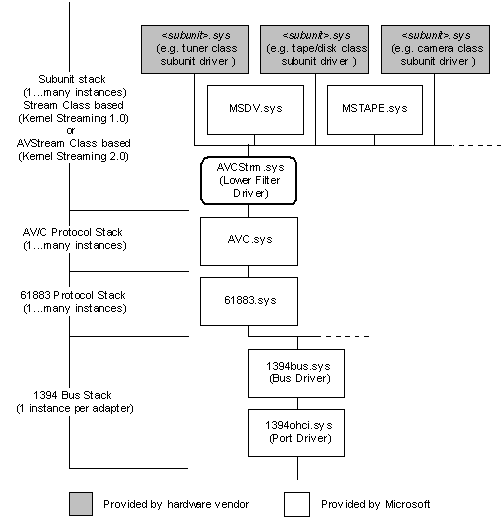 <subunit>.sys
(e.g. tuner class
subunit driver )
<subunit>.sys
(e.g. tape/disk class
subunit driver )
<subunit>.sys
(e.g. camera class
subunit driver )
Subunit stack
(1...many instances)
Stream Class based
(Kernel Streaming 1.0)
or
AVStream Class based
(Kernel Streaming 2.0)
MSDV.sys
MSTAPE.sys
AVCStrm.sys
(Lower Filter
Driver)
AV/C Protocol Stack
(1...many instances)
AVC.sys
61883 Protocol Stack
(1...many instances)
61883.sys
1394 Bus Stack
(1 instance per adapter)
1394bus.sys
(Bus Driver)
1394ohci.sys
(Port Driver)
Provided by hardware vendor
Provided by Microsoft